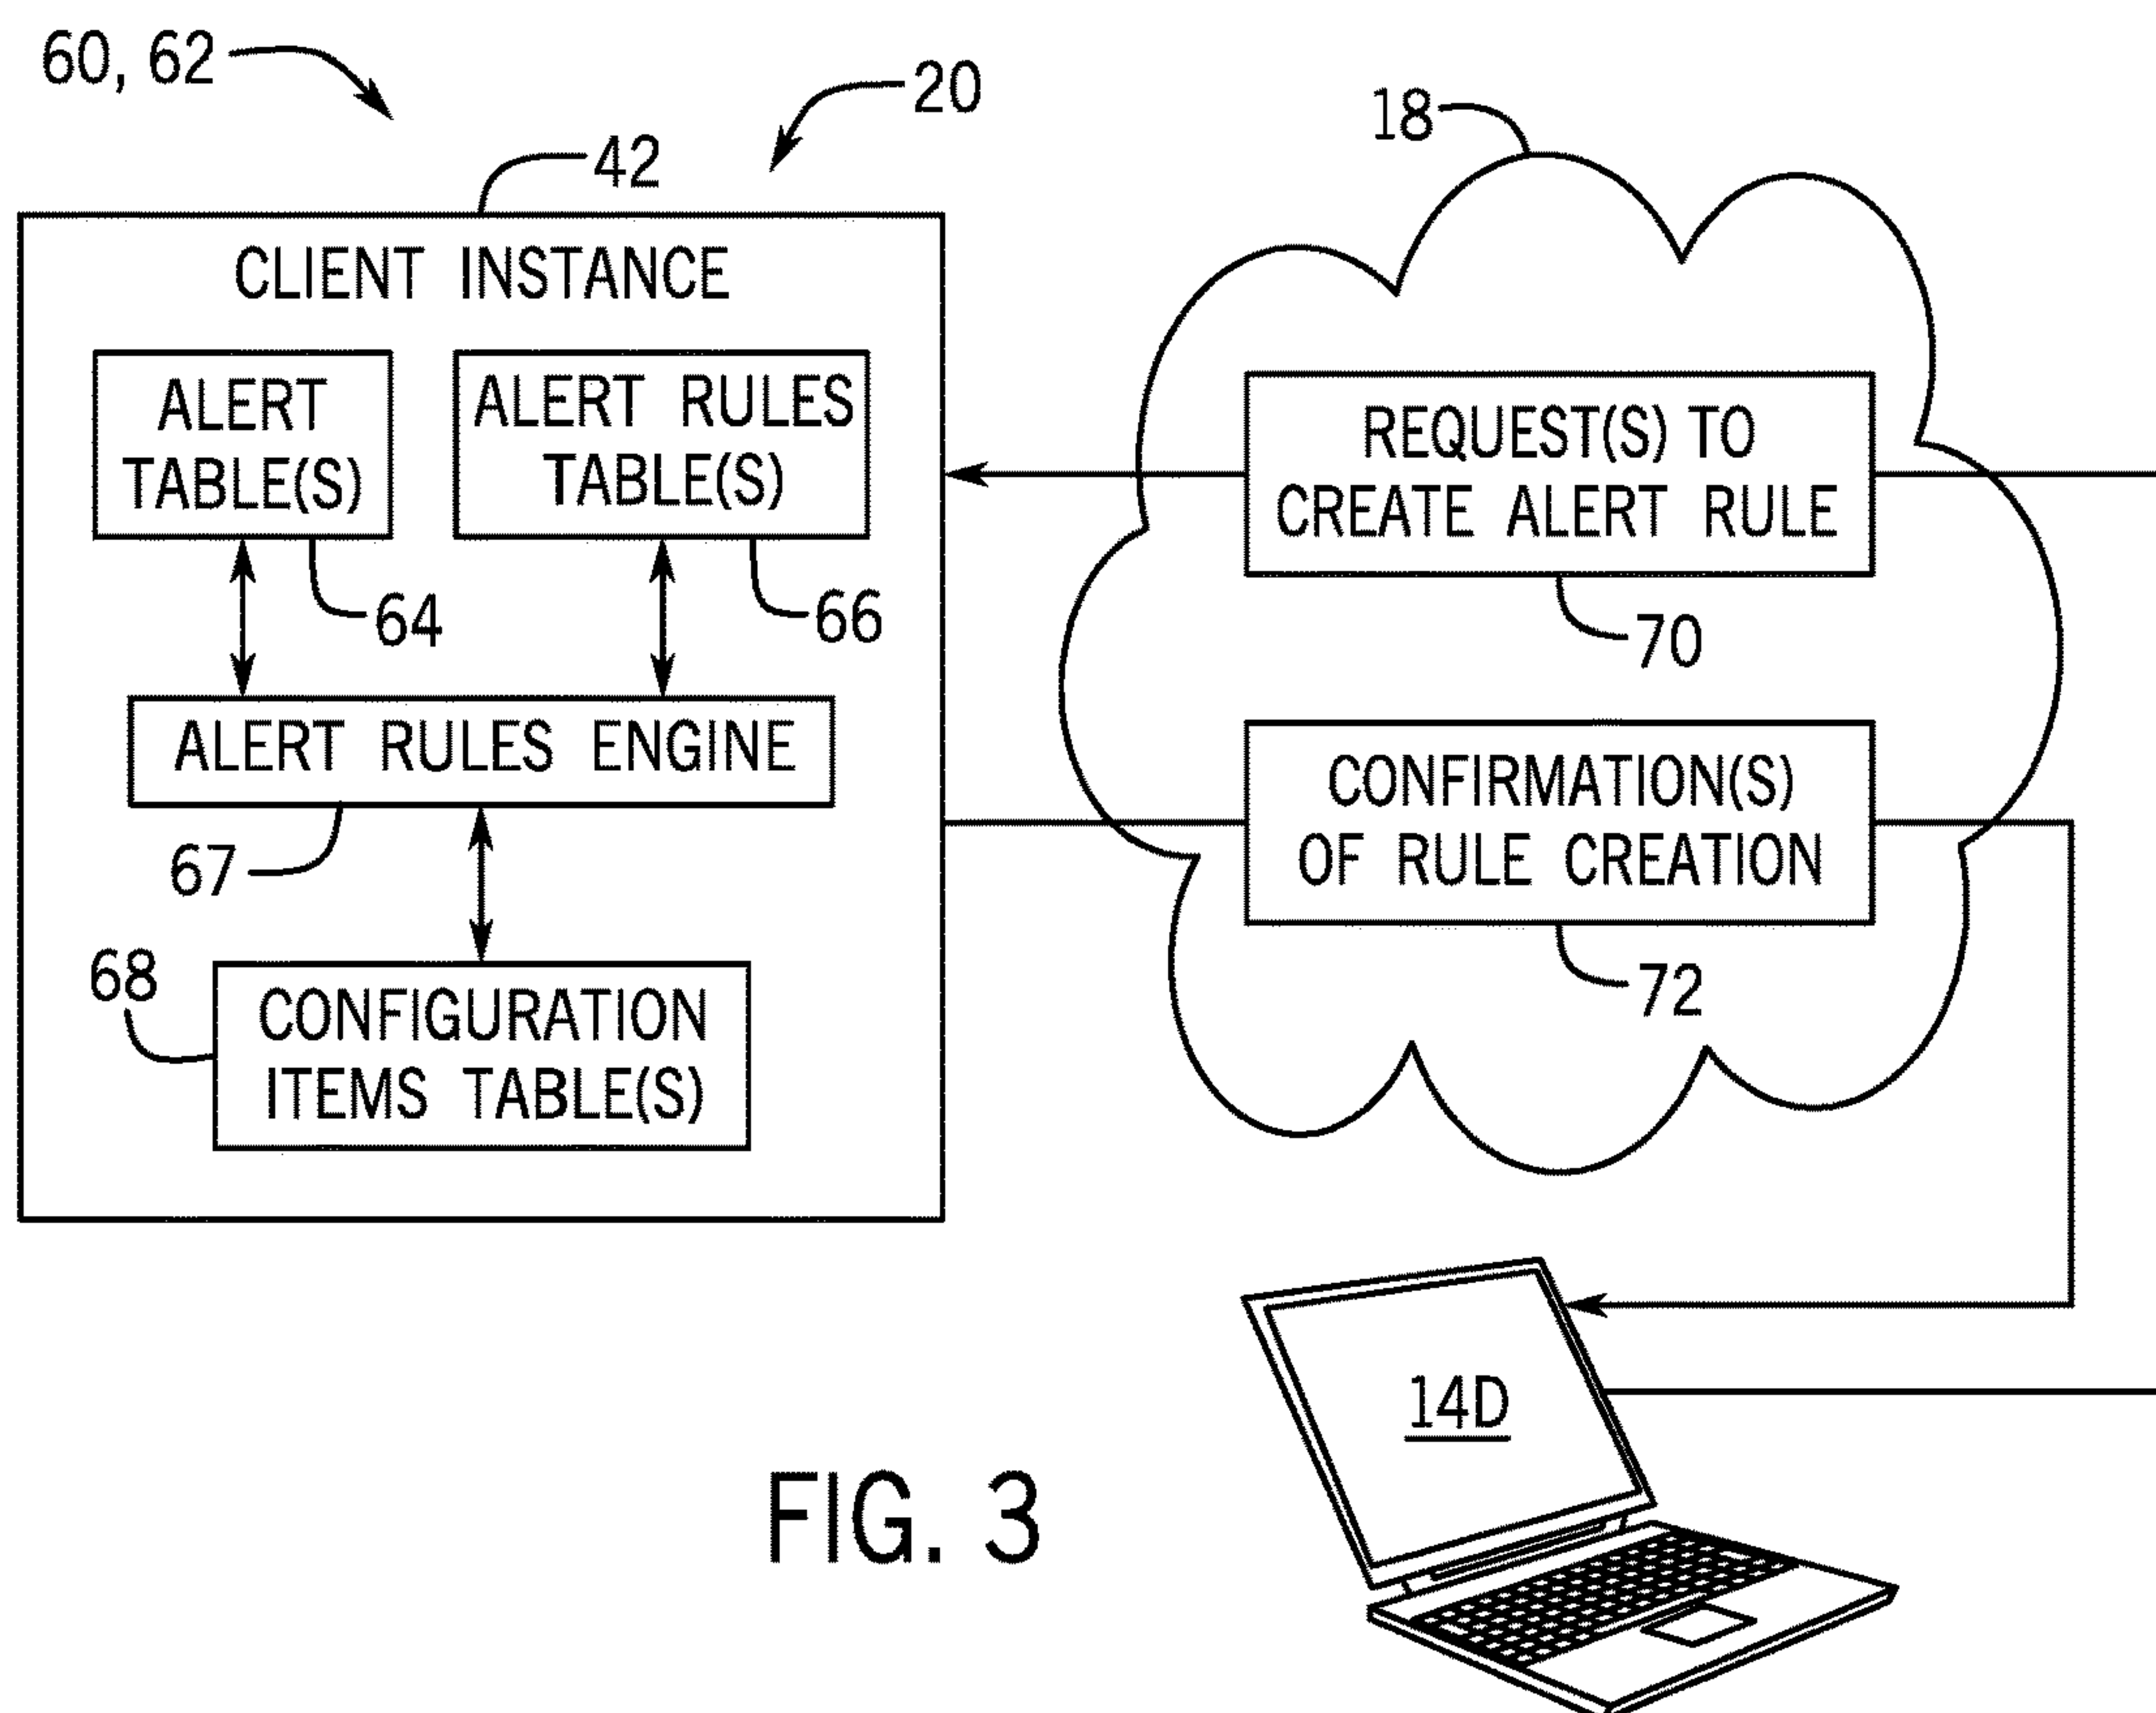 60, 62
20
18
42
CLIENT INSTANCE
ALERT
TABLE(S)
ALERT RULES
TABLE(S)
REQUEST(S) TO
CREATE ALERT RULE
64
66
70
ALERT RULES ENGINE
CONFIRMATION(S)
OF RULE CREATION
67
68
72
CONFIGURATION
ITEMS TABLE(S)
14D
FIG. 3